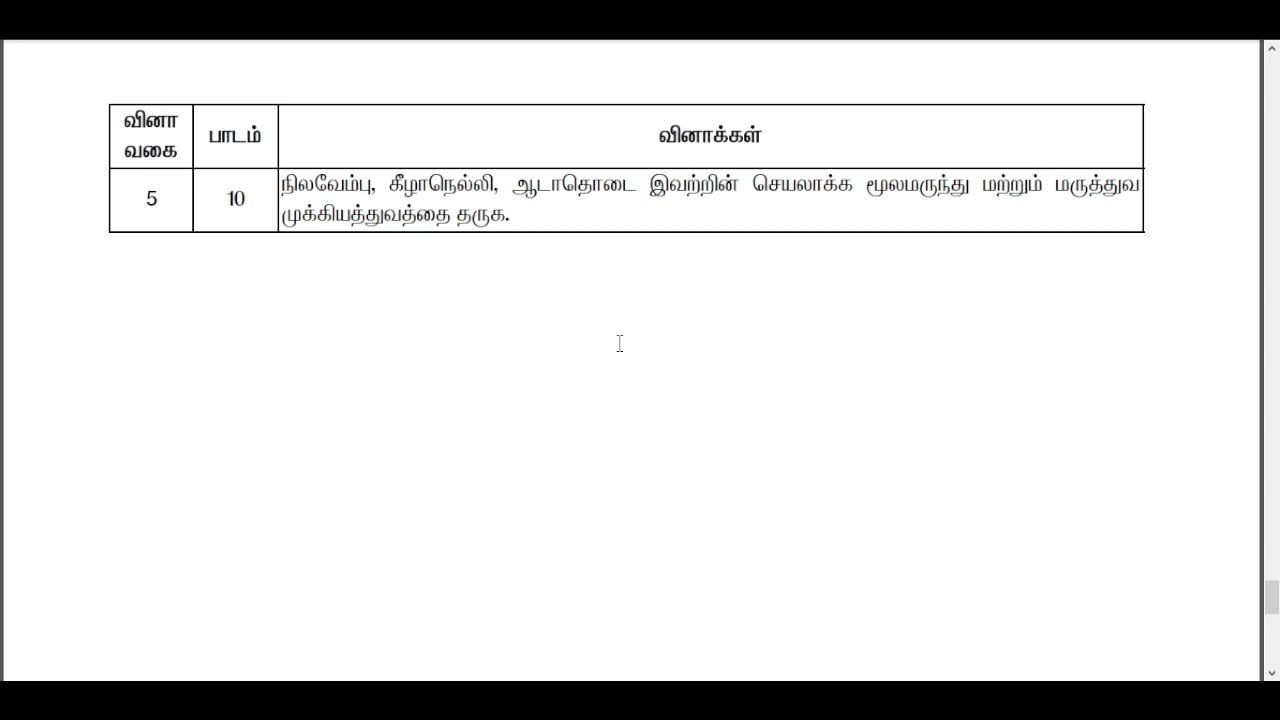 வினா
வகை
பாடம்
வினாக்கள்
5
10
நிலவேம்பு, கீழாநெல்லி, ஆடாதொடை இவற்றின் செயலாக்க மூலமருந்து மற்றும் மருத்துவ
முக்கியத்துவத்தை தருக.